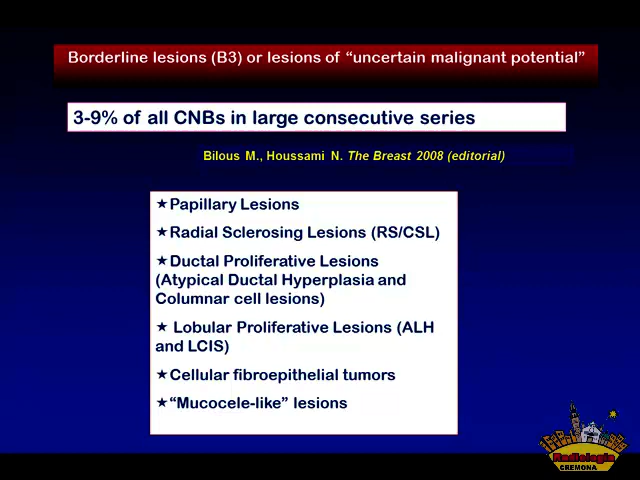 Borderline lesions (B3) or lesions of “uncertain malignant potential”
3-9% of all CNBs in large consecutive series
Bilous M., Houssami N. The Breast 2008 (editorial)
★Papillary Lesions
★Radial Sclerosing Lesions (RS/CSL)
★Ductal Proliferative Lesions
(Atypical Ductal Hyperplasia and
Columnar cell lesions)
★ Lobular Proliferative Lesions (ALH
and LCIS)
★Cellular fibroepithelial tumors
★“Mucocele-like” lesions
Radiologia
CREMONA